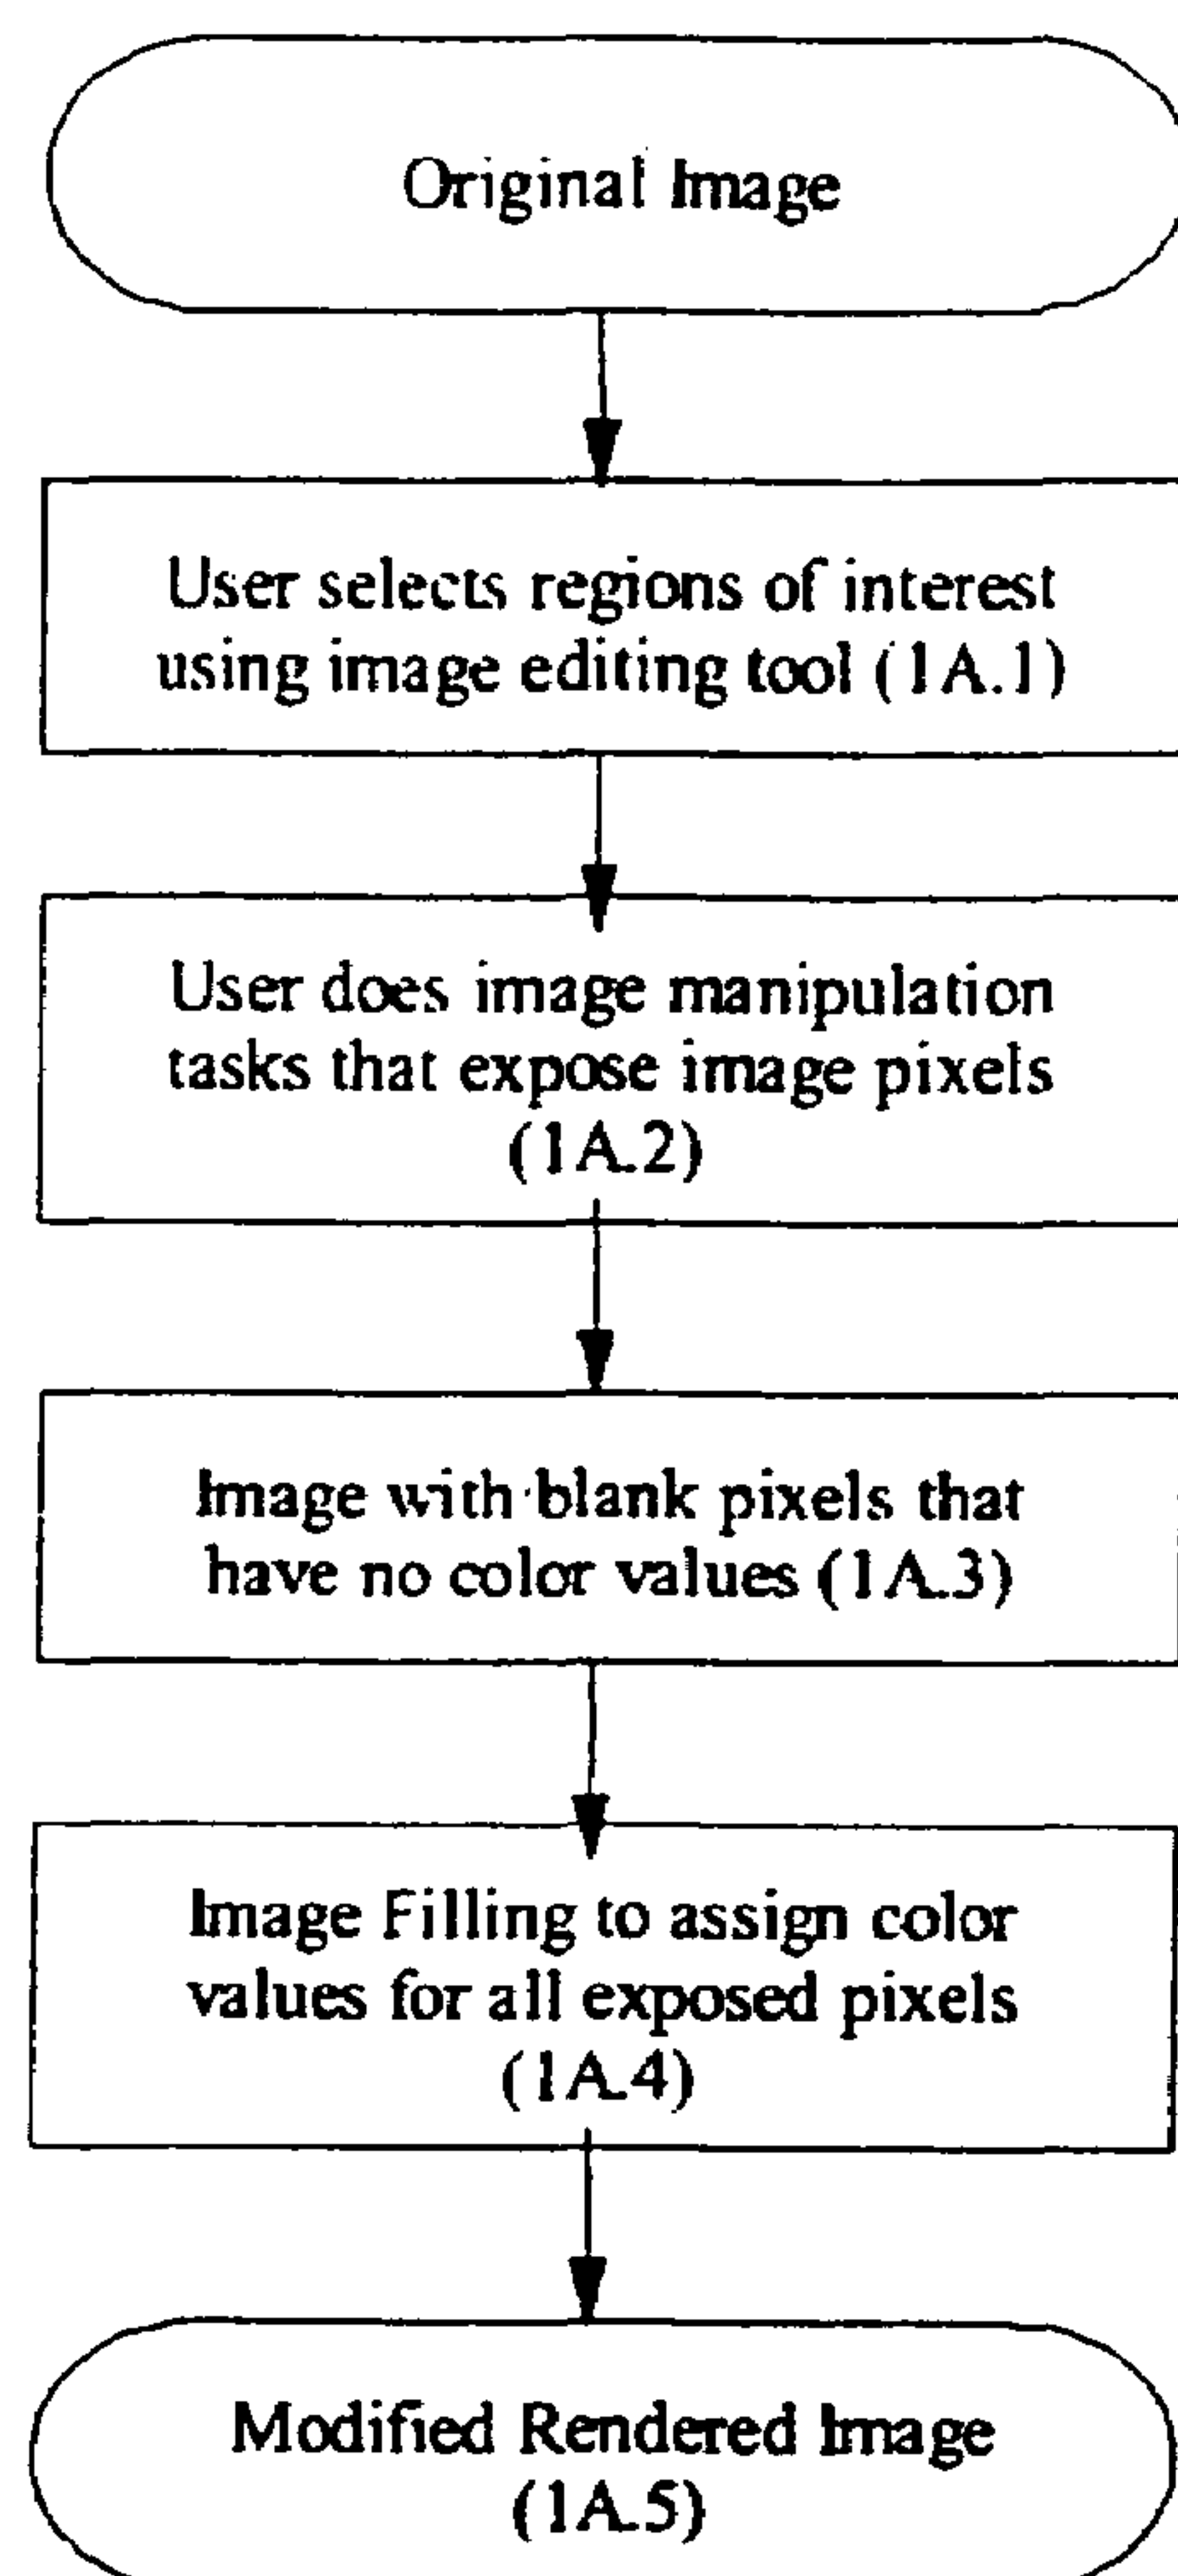 Original Image
User selects regions of interest
using image editing tool (1A.1)
User does image manipulation
tasks that expose image pixels
(1A.2)
Image with blank pixels that
have no color values (1A.3)
Image Filling to assign color
values for all exposed pixels
(1A.4)
Modified Rendered Image
(1A.5)